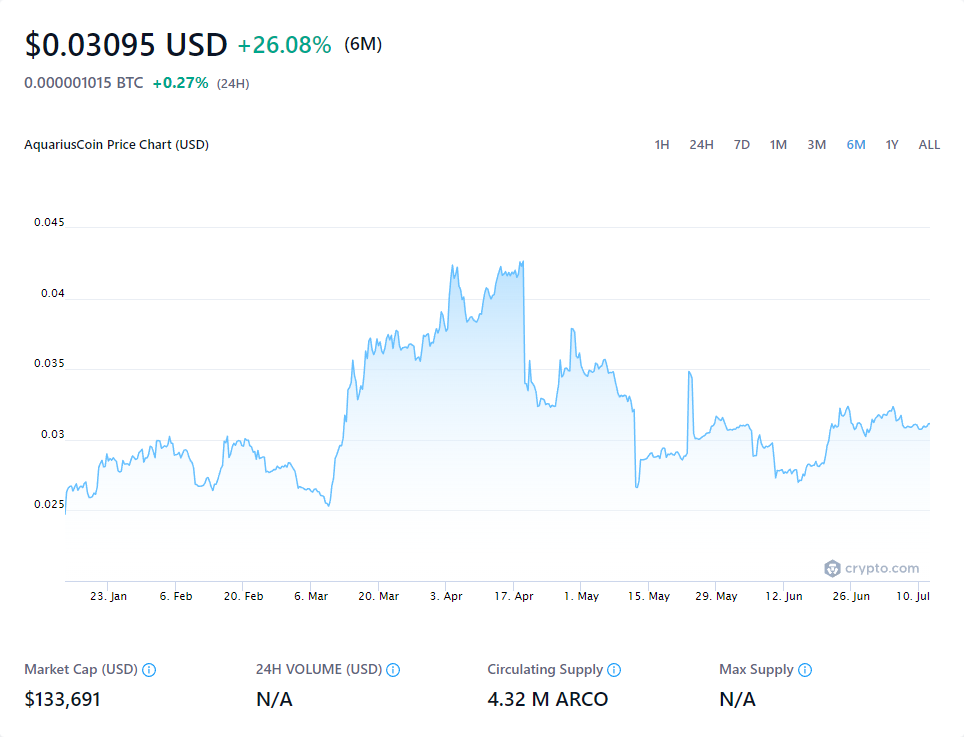 $0.03095 USD +26.08% (6M)
0.000001015 BTC +0.27% (24H)
AquariusCoin Price Chart (USD)
1H 24H 7D 1M 3M 6M 1Y ALL
0.045
0.04
0.035
0.03
0.025
crypto.com
23. Jan 6. Feb 20. Feb 6. Mar 20. Mar 3. Apr 17. Apr 1. May 15. May 29. May 12. Jun 26. Jun 10. Jul
Market Cap (USD) 24H VOLUME (USD) Circulating Supply Max Supply
$133,691 N/A 4.32 M ARCO N/A